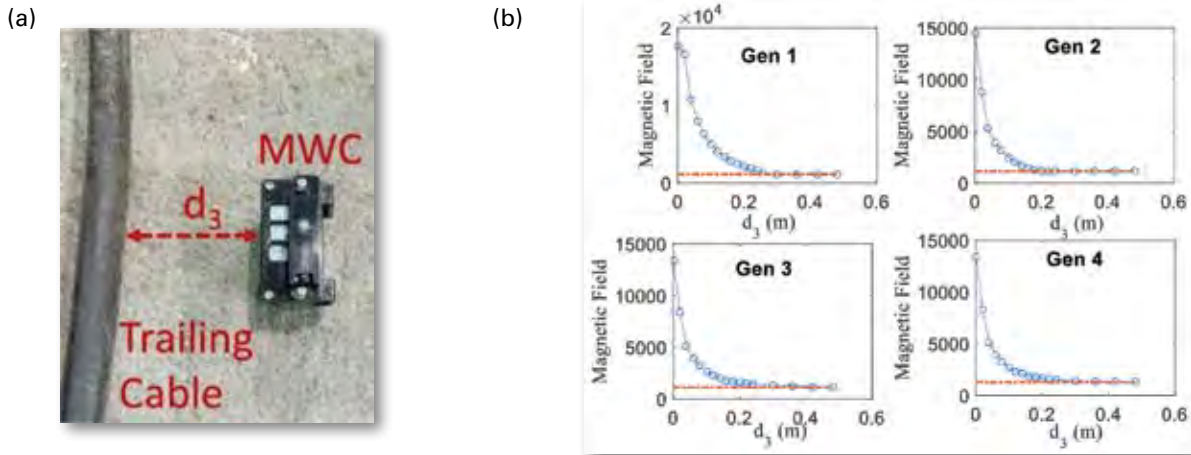 (a)
MWC
d3
Trailing
Cable
(b)
×10^4
2
1
0
Magnetic Field
Gen 1
0 0.2 0.4 0.6
d3 (m)
15000
10000
5000
0
Magnetic Field
Gen 2
0 0.2 0.4 0.6
d3 (m)
15000
10000
5000
0
Magnetic Field
Gen 3
0 0.2 0.4 0.6
d3 (m)
15000
10000
5000
0
Magnetic Field
Gen 4
0 0.2 0.4 0.6
d3 (m)